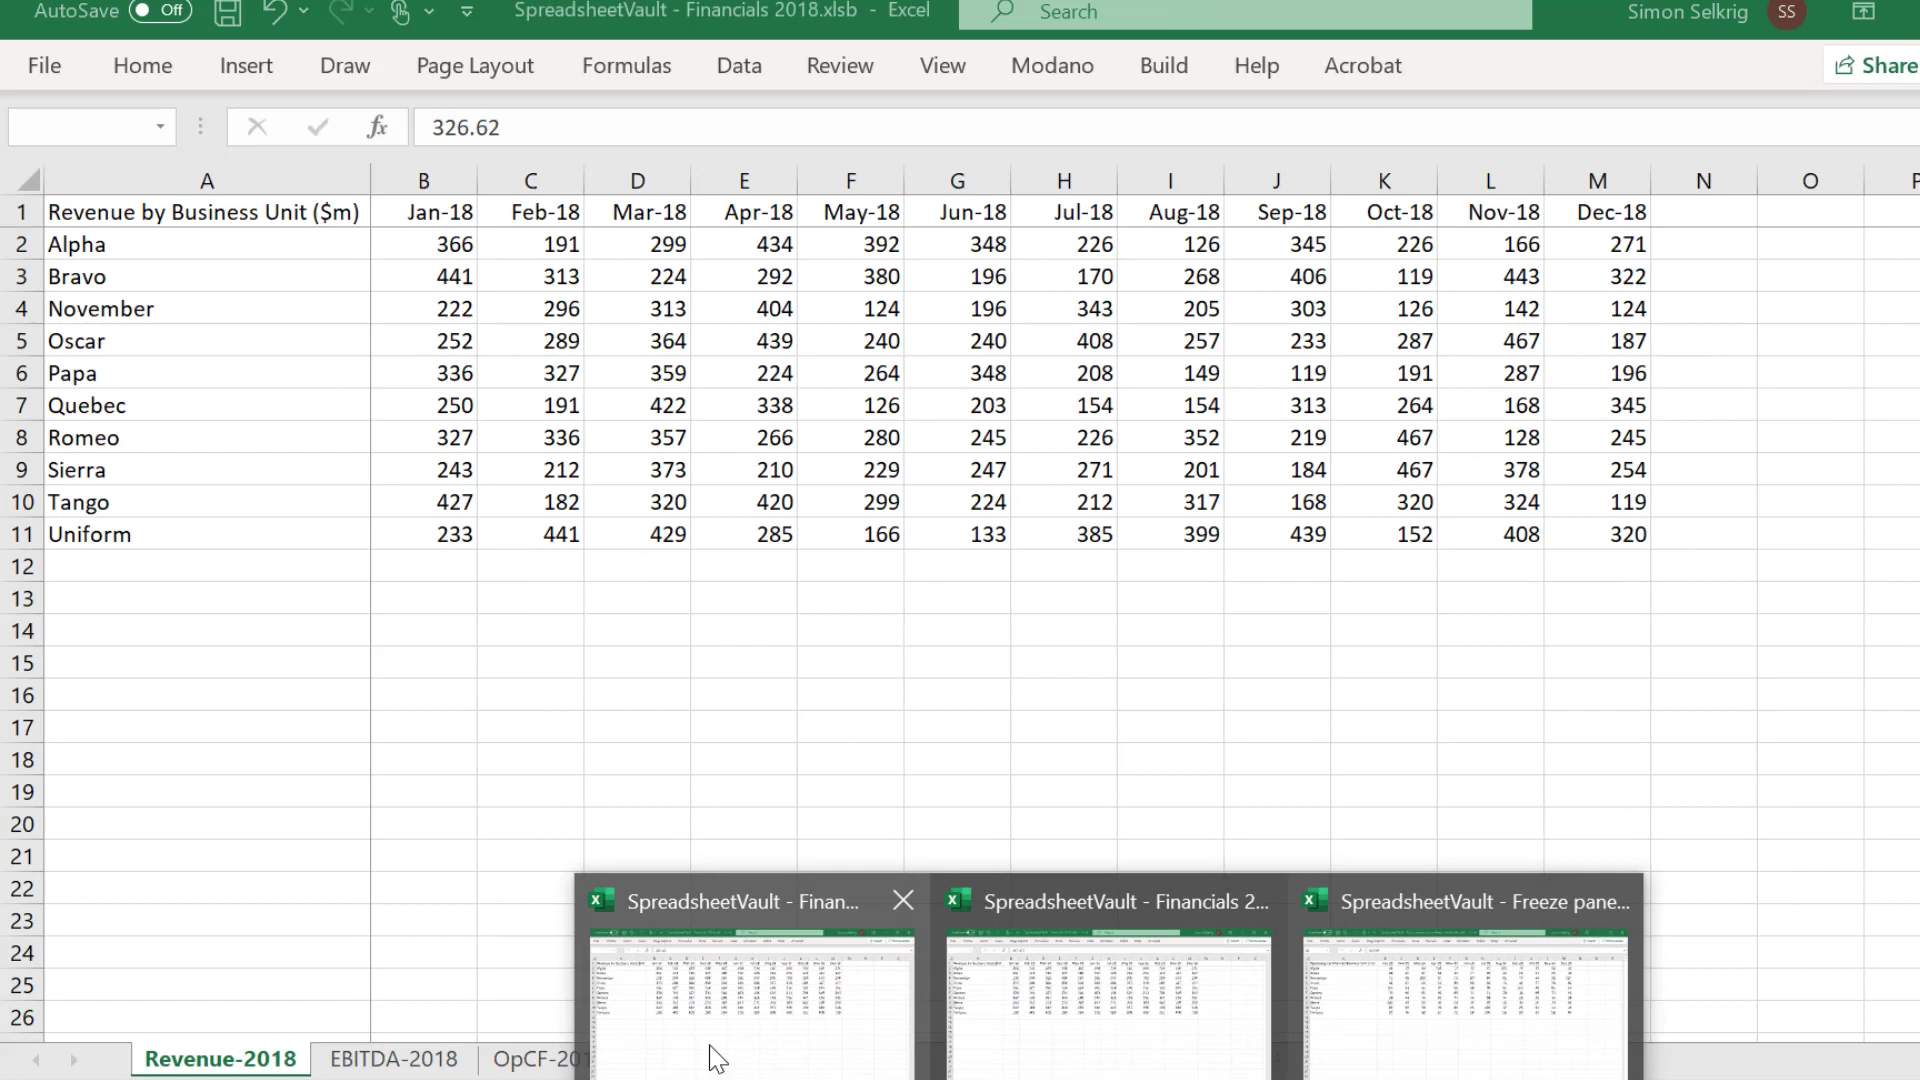 AutoSave Off SpreadsheetVault - Financials 2018.xlsb - Excel Search Simon Selkrig SS
File Home Insert Draw Page Layout Formulas Data Review View Modano Build Help Acrobat Share
fx 326.62
A B C D E F G H I J K L M N O P
1 Revenue by Business Unit ($m) Jan-18 Feb-18 Mar-18 Apr-18 May-18 Jun-18 Jul-18 Aug-18 Sep-18 Oct-18 Nov-18 Dec-18
2 Alpha 366 191 299 434 392 348 226 126 345 226 166 271
3 Bravo 441 313 224 292 380 196 170 268 406 119 443 322
4 November 222 296 313 404 124 196 343 205 303 126 142 124
5 Oscar 252 289 364 439 240 240 408 257 233 287 467 187
6 Papa 336 327 359 224 264 348 208 149 119 191 287 196
7 Quebec 250 191 422 338 126 203 154 154 313 264 168 345
8 Romeo 327 336 357 266 280 245 226 352 219 467 128 245
9 Sierra 243 212 373 210 229 247 271 201 184 467 378 254
10 Tango 427 182 320 420 299 224 212 317 168 320 324 119
11 Uniform 233 441 429 285 166 133 385 399 439 152 408 320
12
13
14
15
16
17
18
19
20
21
22
23
24
25
26
SpreadsheetVault - Finan... SpreadsheetVault - Financials 2... SpreadsheetVault - Freeze pane...
Revenue-2018 EBITDA-2018 OpCF-201